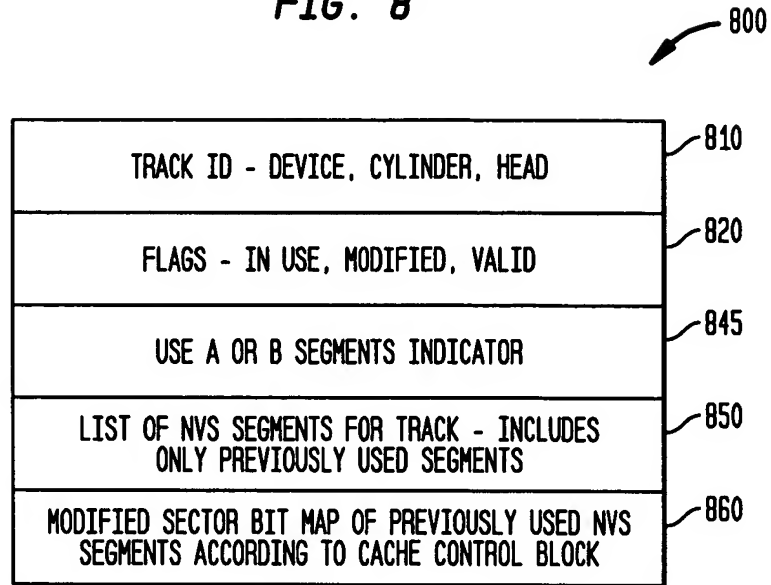 FIG. 8
800
TRACK ID - DEVICE, CYLINDER, HEAD
810
FLAGS - IN USE, MODIFIED, VALID
820
USE A OR B SEGMENTS INDICATOR
845
LIST OF NVS SEGMENTS FOR TRACK - INCLUDES
ONLY PREVIOUSLY USED SEGMENTS
850
MODIFIED SECTOR BIT MAP OF PREVIOUSLY USED NVS
SEGMENTS ACCORDING TO CACHE CONTROL BLOCK
860